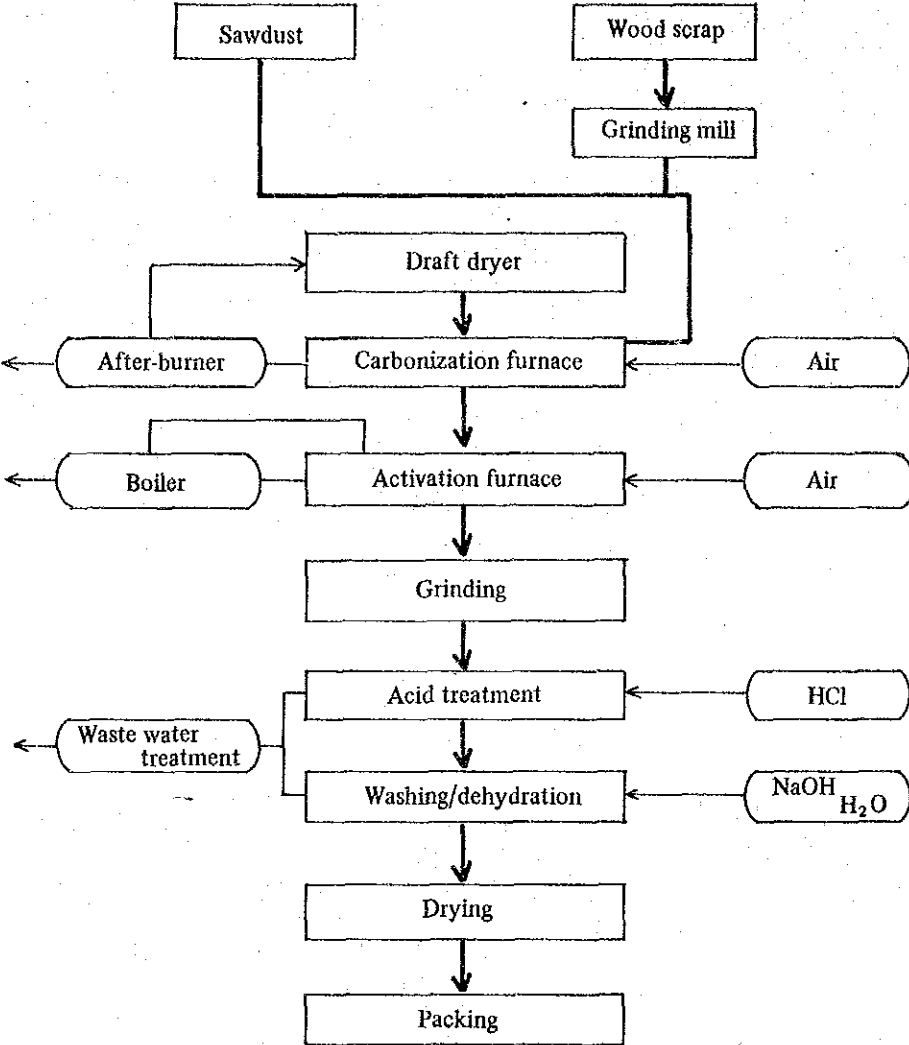 Sawdust
Wood scrap
Grinding mill
Draft dryer
After-burner
Carbonization furnace
Air
Boiler
Activation furnace
Air
Grinding
Acid treatment
HCl
Waste water
treatment
Washing/dehydration
NaOH
H₂O
Drying
Packing